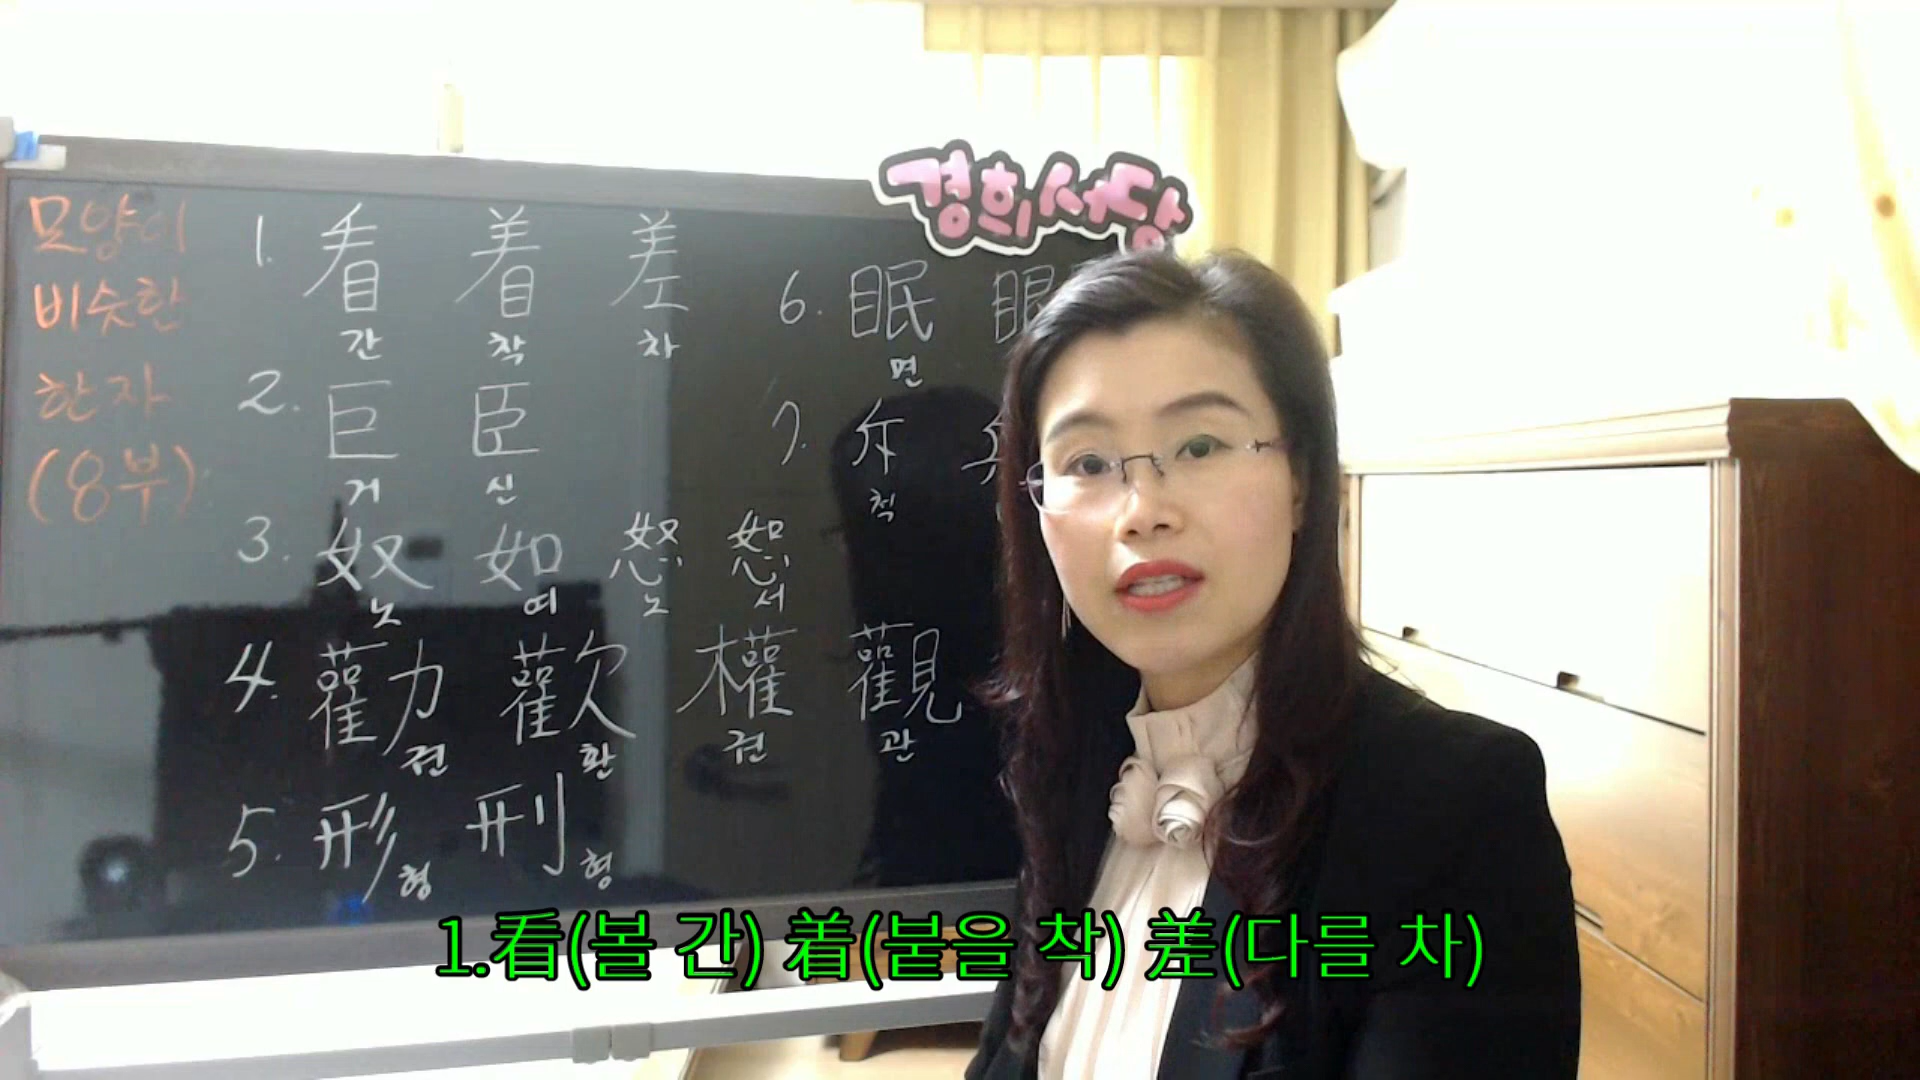 경희서당
모양이
비슷한
한자
(8부)
1. 看 着 差
간 착 차
2. 巨 臣
거 신
3. 奴 如 怒 恕
노 여 노 서
4. 勸 歡 權 觀
권 환 권 관
5. 形 刑
형 형
6. 眠 眼
면
7. 斥
척
1.看(볼 간) 着(붙을 착) 差(다를 차)